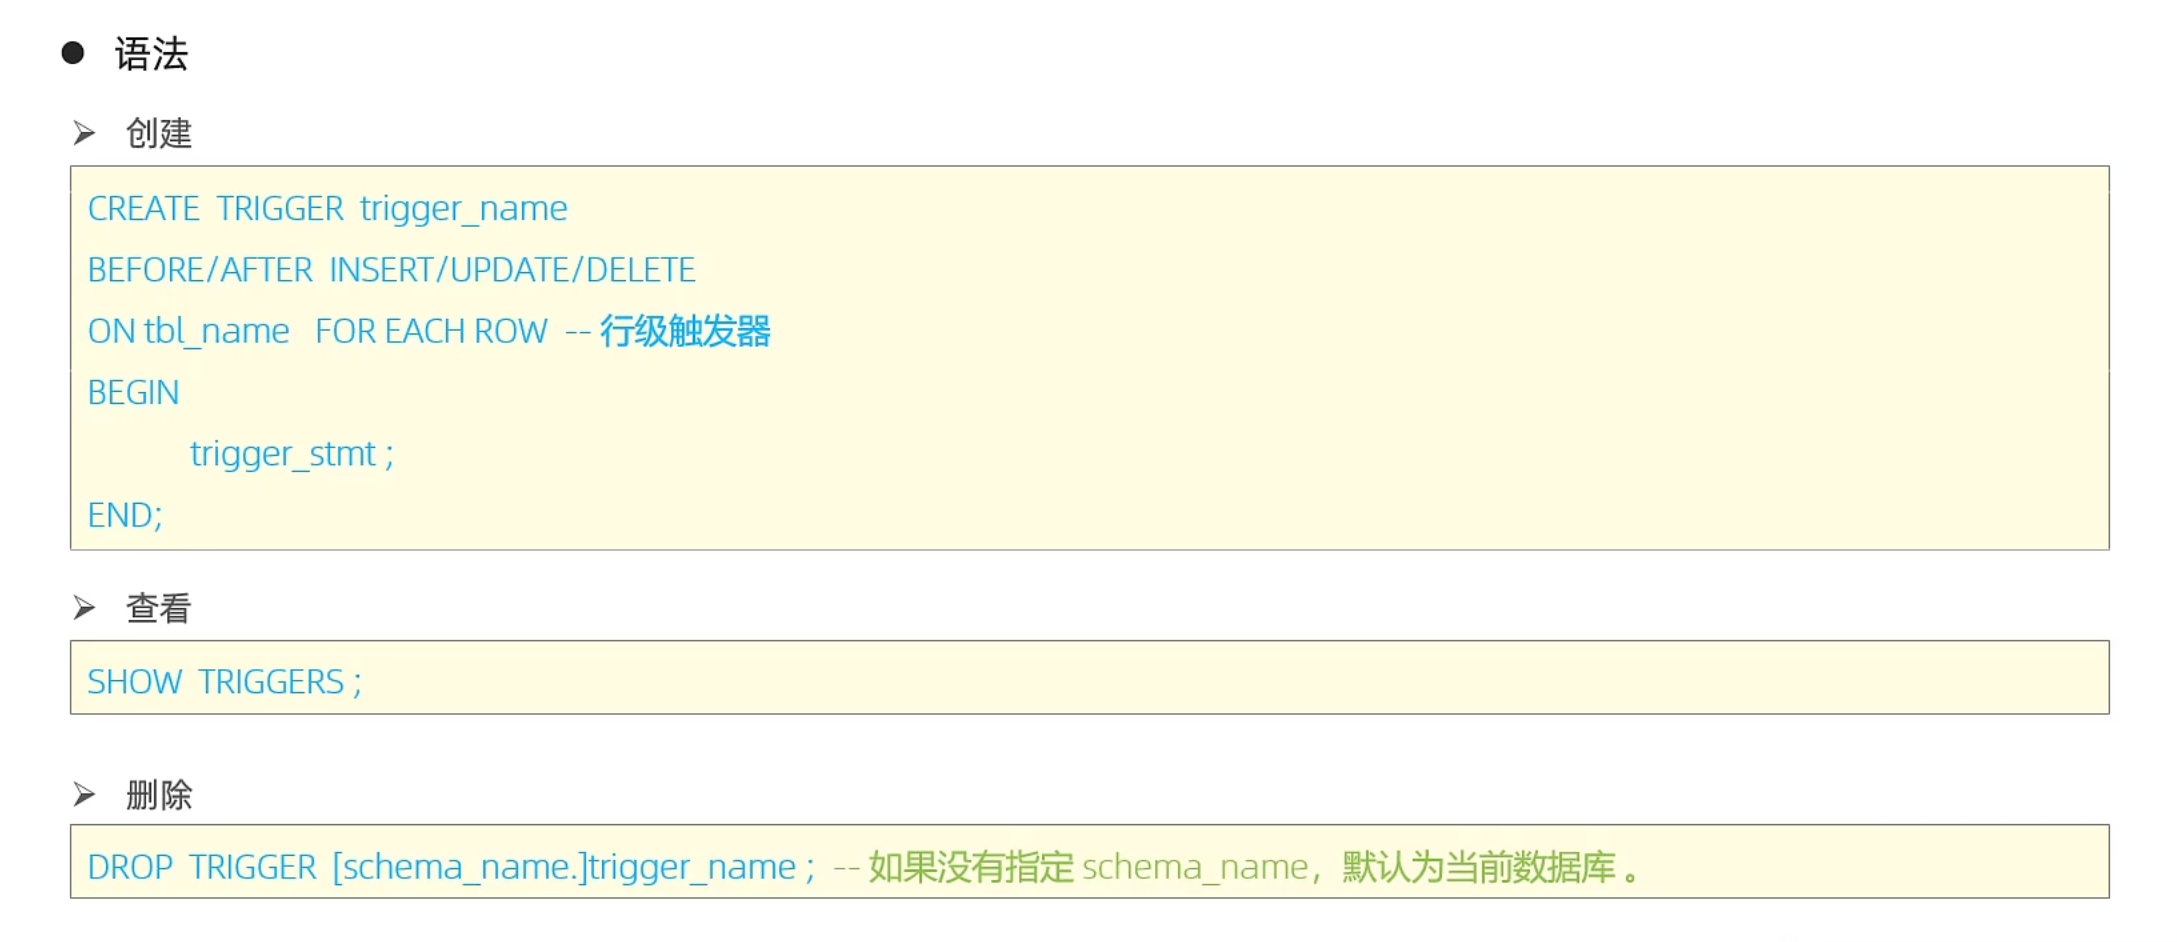 ● 语法
➢ 创建
CREATE TRIGGER trigger_name
BEFORE/AFTER INSERT/UPDATE/DELETE
ON tbl_name FOR EACH ROW -- 行级触发器
BEGIN
trigger_stmt ;
END;
➢ 查看
SHOW TRIGGERS ;
➢ 删除
DROP TRIGGER [schema_name.]trigger_name ; -- 如果没有指定 schema_name，默认为当前数据库 。